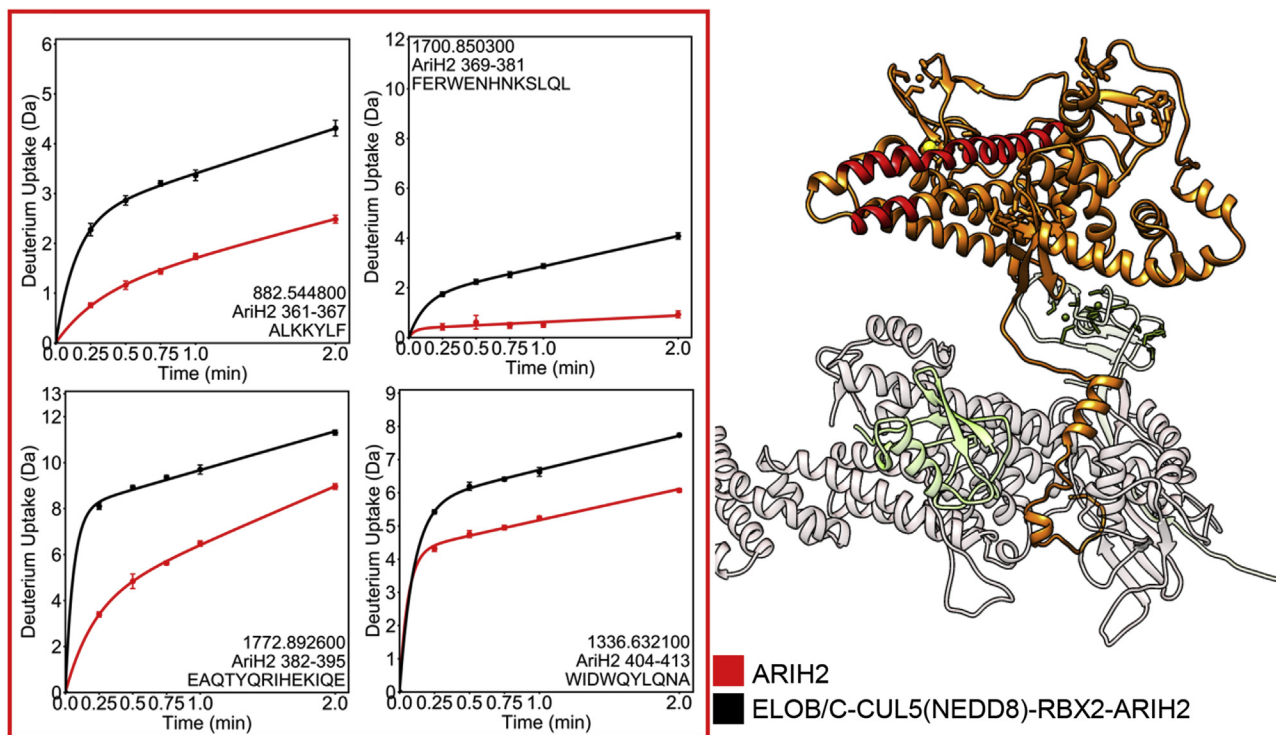 6
5
4
3
2
1
0
Deuterium Uptake (Da)
882.544800
AriH2 361-367
ALKKYLF
0.0 0.25 0.5 0.75 1.0 2.0
Time (min)
12
10
8
6
4
2
0
Deuterium Uptake (Da)
1700.850300
AriH2 369-381
FERWENHNKSLQL
0.0 0.25 0.5 0.75 1.0 2.0
Time (min)
13
12
10
8
6
4
2
0
Deuterium Uptake (Da)
1772.892600
AriH2 382-395
EAQTYQRIHEKIQE
0.0 0.25 0.5 0.75 1.0 2.0
Time (min)
9
8
7
6
5
4
3
2
1
0
Deuterium Uptake (Da)
1336.632100
AriH2 404-413
WIDWQYLQNA
0.0 0.25 0.5 0.75 1.0 2.0
Time (min)
ARIH2
ELOB/C-CUL5(NEDD8)-RBX2-ARIH2